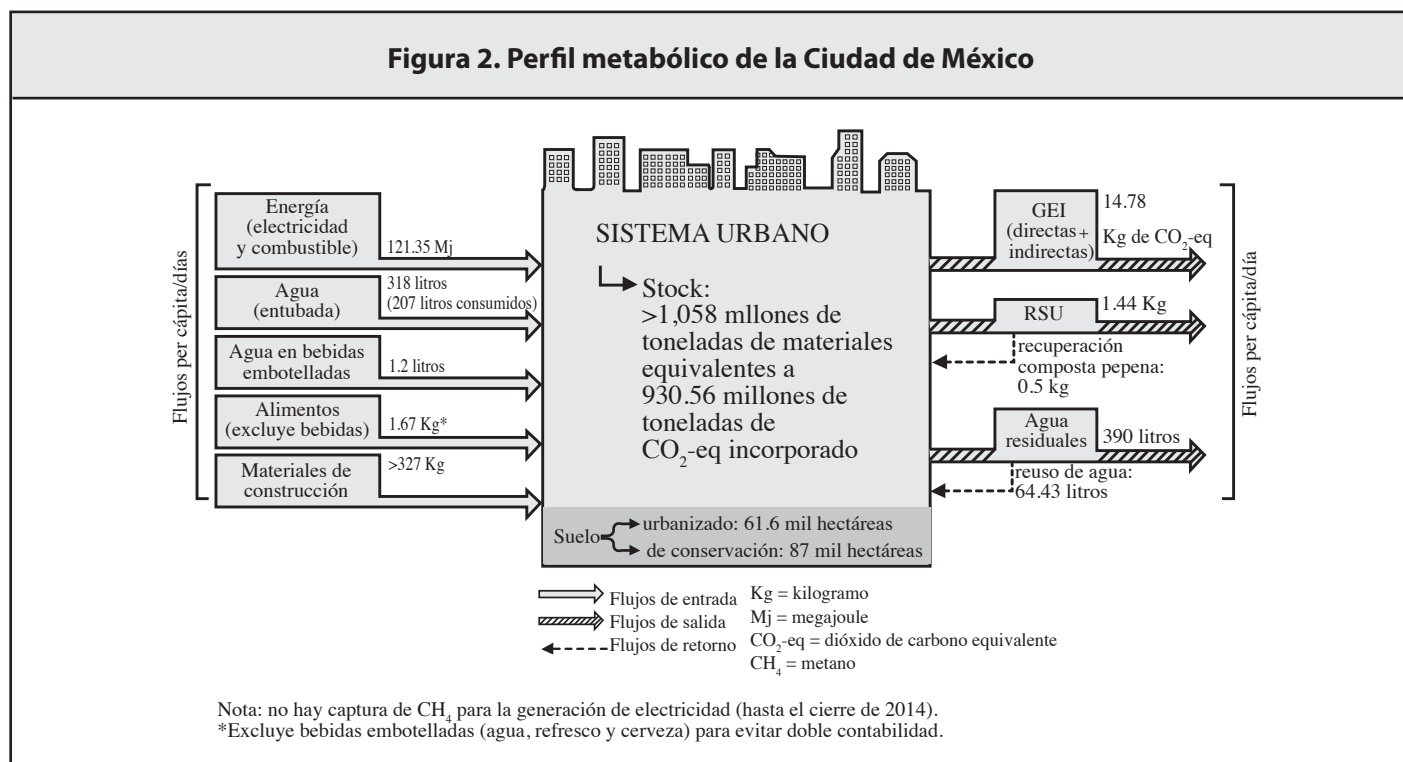 Figura 2. Perfil metabólico de la Ciudad de México
Flujos per cápita/días
Energía
(electricidad
y combustible)
121.35 Mj
Agua
(entubada)
318 litros
(207 litros consumidos)
Agua en bebidas
embotelladas
1.2 litros
Alimentos
(excluye bebidas)
1.67 Kg*
Materiales de
construcción
>327 Kg
SISTEMA URBANO
Stock:
>1,058 mllones de
toneladas de materiales
equivalentes a
930.56 millones de
toneladas de
CO₂-eq incorporado
Suelo
urbanizado: 61.6 mil hectáreas
de conservación: 87 mil hectáreas
GEI
(directas +
indirectas)
14.78
Kg de CO₂-eq
RSU
1.44 Kg
recuperación
composta pepena:
0.5 kg
Agua
residuales
390 litros
reuso de agua:
64.43 litros
Flujos per cápita/día
Flujos de entrada
Flujos de salida
Flujos de retorno
Kg = kilogramo
Mj = megajoule
CO₂-eq = dióxido de carbono equivalente
CH₄ = metano
Nota: no hay captura de CH₄ para la generación de electricidad (hasta el cierre de 2014).
*Excluye bebidas embotelladas (agua, refresco y cerveza) para evitar doble contabilidad.